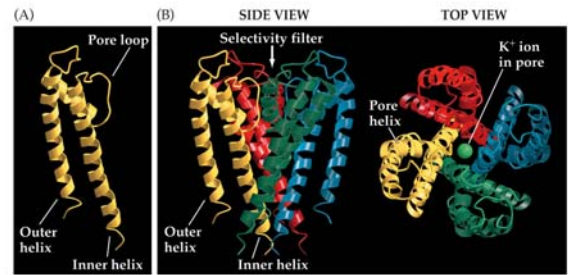 (A)
Pore loop
Outer
helix
Inner helix
(B)
SIDE VIEW
Selectivity filter
Outer
helix
Inner helix
TOP VIEW
K⁺ ion
in pore
Pore
helix